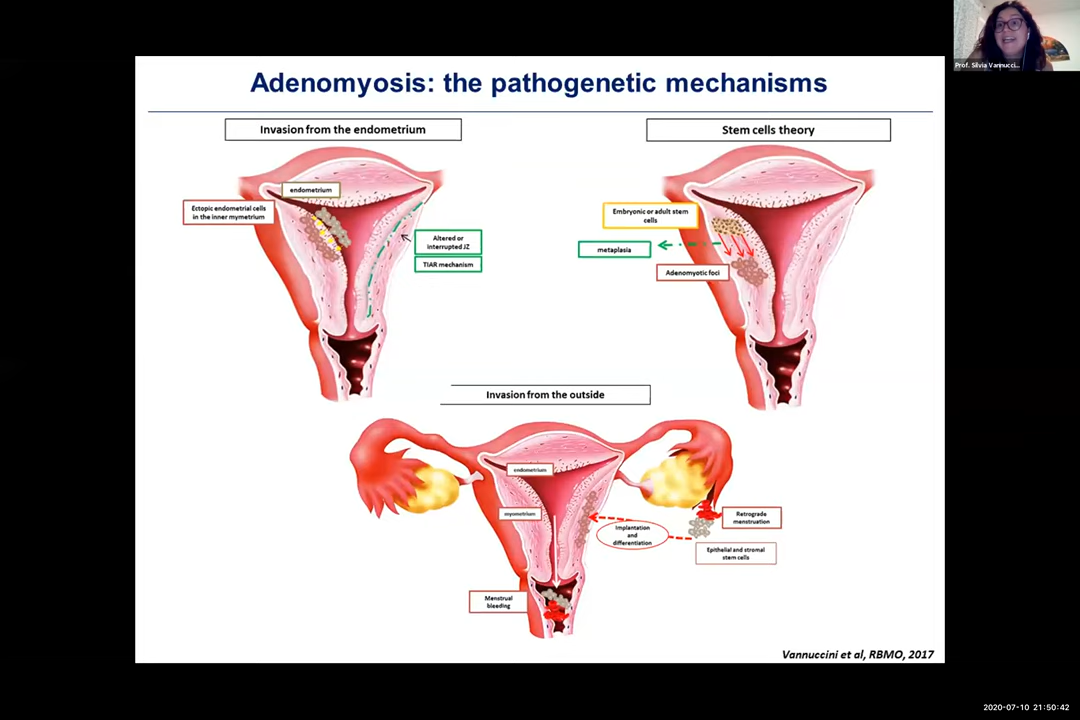 Prof. Silvia Vannucci...
Adenomyosis: the pathogenetic mechanisms
Invasion from the endometrium
endometrium
Ectopic endometrial cells
in the inner mymetrium
Altered or
interrupted JZ
TIAR mechanism
Stem cells theory
Embryonic or adult stem
cells
metaplasia
Adenomyotic foci
Invasion from the outside
endometrium
myometrium
Implantation
and
differentiation
Retrograde
menstruation
Epithelial and stromal
stem cells
Menstrual
bleeding
Vannuccini et al, RBMO, 2017
2020-07-10 21:50:42